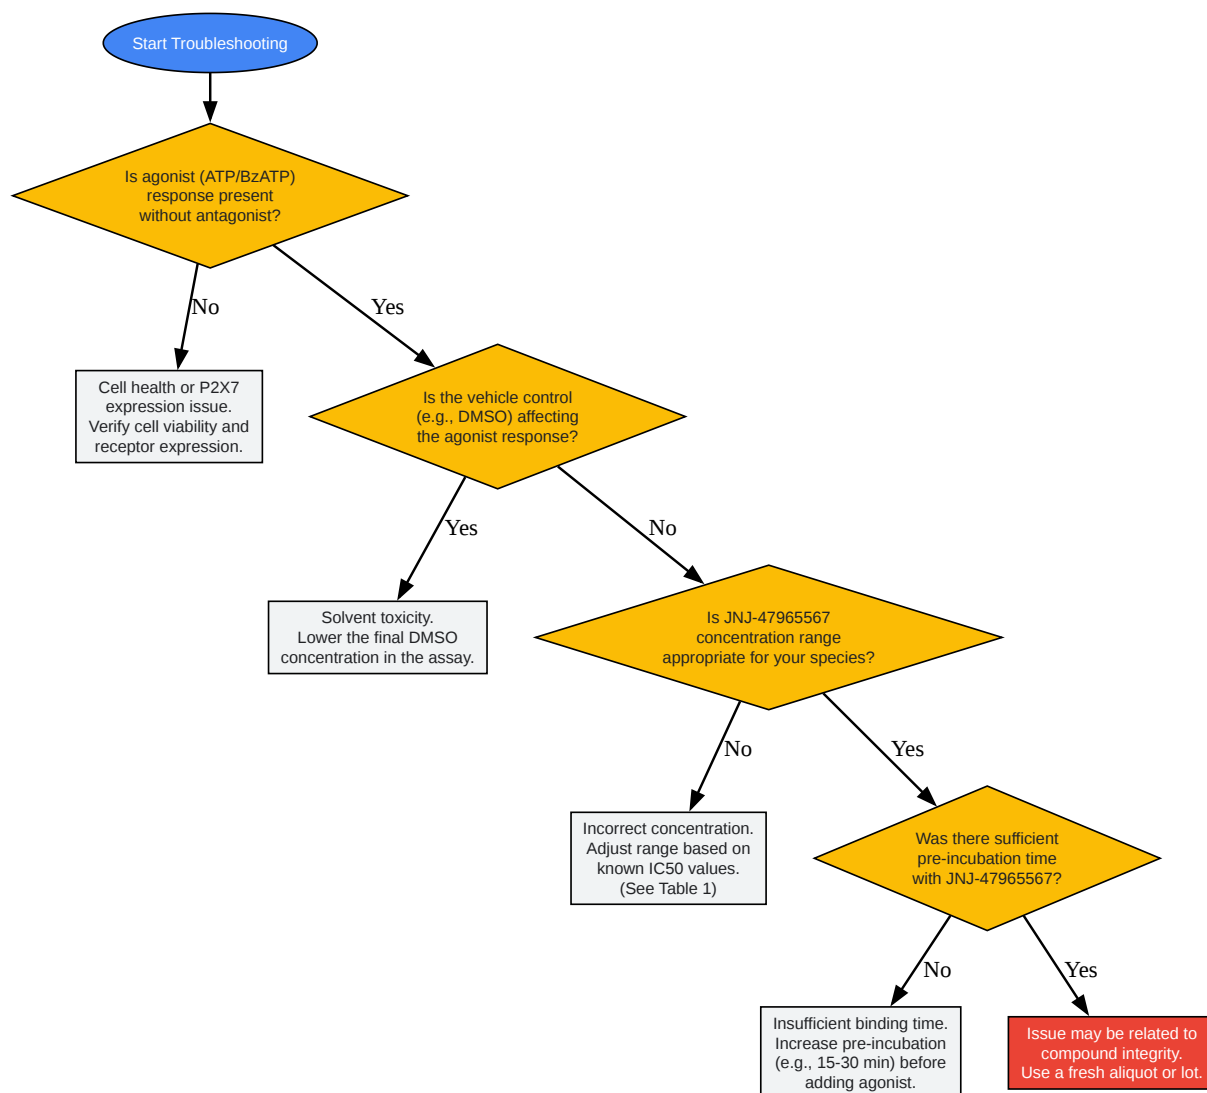 Start Troubleshooting
Is agonist (ATP/BzATP)
response present
without antagonist?
No
Yes
Cell health or P2X7
expression issue.
Verify cell viability and
receptor expression.
Is the vehicle control
(e.g., DMSO) affecting
the agonist response?
Yes
No
Solvent toxicity.
Lower the final DMSO
concentration in the assay.
Is JNJ-47965567
concentration range
appropriate for your species?
No
Yes
Incorrect concentration.
Adjust range based on
known IC50 values.
(See Table 1)
Was there sufficient
pre-incubation time
with JNJ-47965567?
No
Yes
Insufficient binding time.
Increase pre-incubation
(e.g., 15-30 min) before
adding agonist.
Issue may be related to
compound integrity.
Use a fresh aliquot or lot.